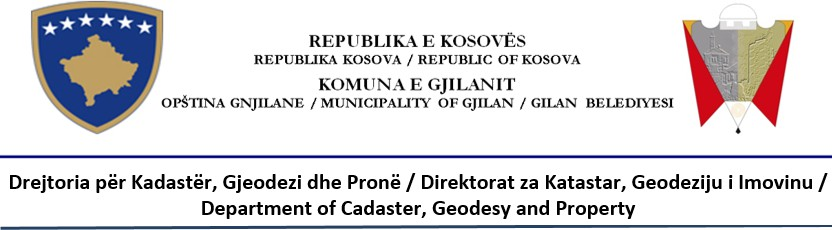 REPUBLIKA E KOSOVËS
REPUBLIKA KOSOVA / REPUBLIC OF KOSOVA
KOMUNA E GJILANIT
OPŠTINA GNJILANE / MUNICIPALITY OF GJILAN / GILAN BELEDIYESI
Drejtoria për Kadastër, Gjeodezi dhe Pronë / Direktorat za Katastar, Geodeziju i Imovinu /
Department of Cadaster, Geodesy and Property